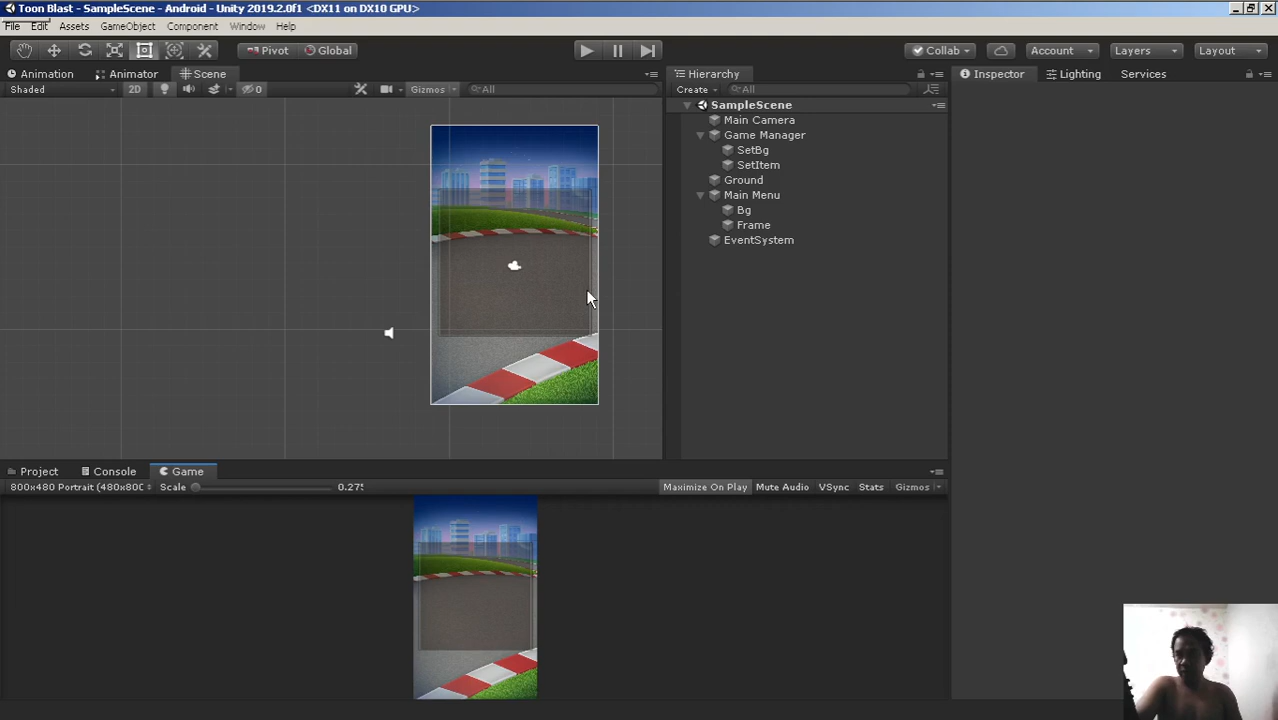 Toon Blast - SampleScene - Android - Unity 2019.2.0f1 <DX11 on DX10 GPU>
File Edit Assets GameObject Component Window Help
Pivot Global Collab Account Layers Layout
Animation Animator Scene Hierarchy Inspector Lighting Services
Shaded 2D 0 Gizmos All Create All
SampleScene
Main Camera
Game Manager
SetBg
SetItem
Ground
Main Menu
Bg
Frame
EventSystem
Project Console Game
800x480 Portrait (480x80 Scale 0.27 Maximize On Play Mute Audio VSync Stats Gizmos